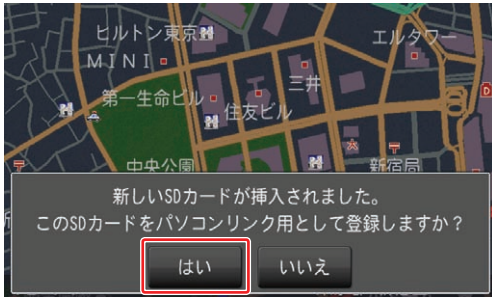 ヒルトン東京
エルタワー
MINI
三井
第一生命ビル
住友ビル
中央公園
新宿局
新しいSDカードが挿入されました。
このSDカードをパソコンリンク用として登録しますか？
はい
いいえ